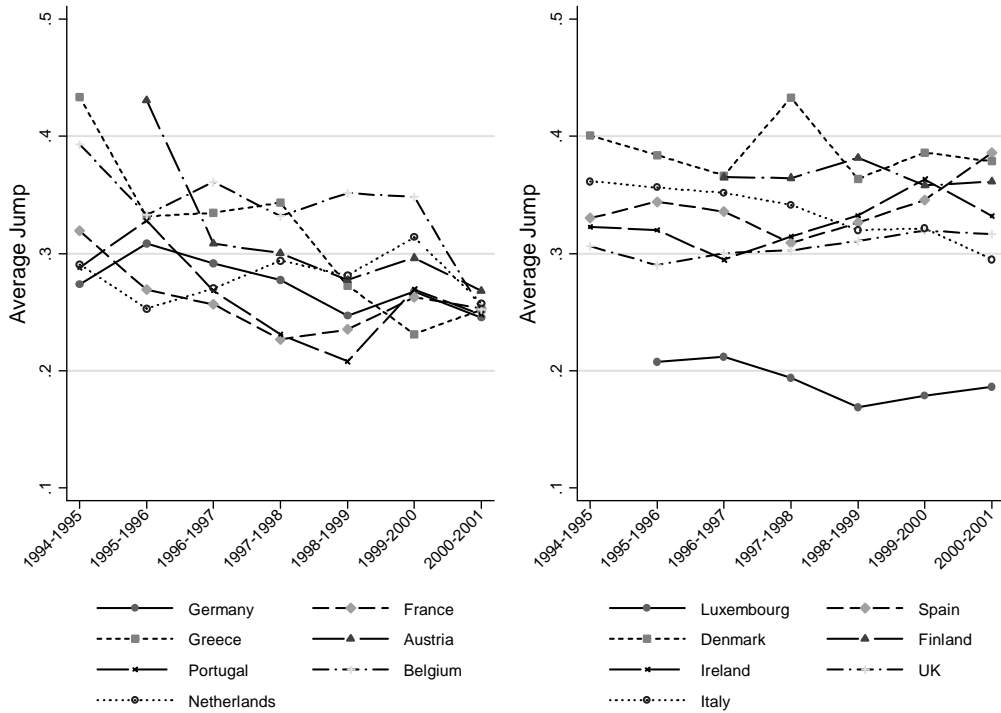 Average Jump
.5
.4
.3
.2
.1
1994-1995
1995-1996
1996-1997
1997-1998
1998-1999
1999-2000
2000-2001
Germany
France
Greece
Austria
Portugal
Belgium
Netherlands
Average Jump
.5
.4
.3
.2
.1
1994-1995
1995-1996
1996-1997
1997-1998
1998-1999
1999-2000
2000-2001
Luxembourg
Spain
Denmark
Finland
Ireland
UK
Italy